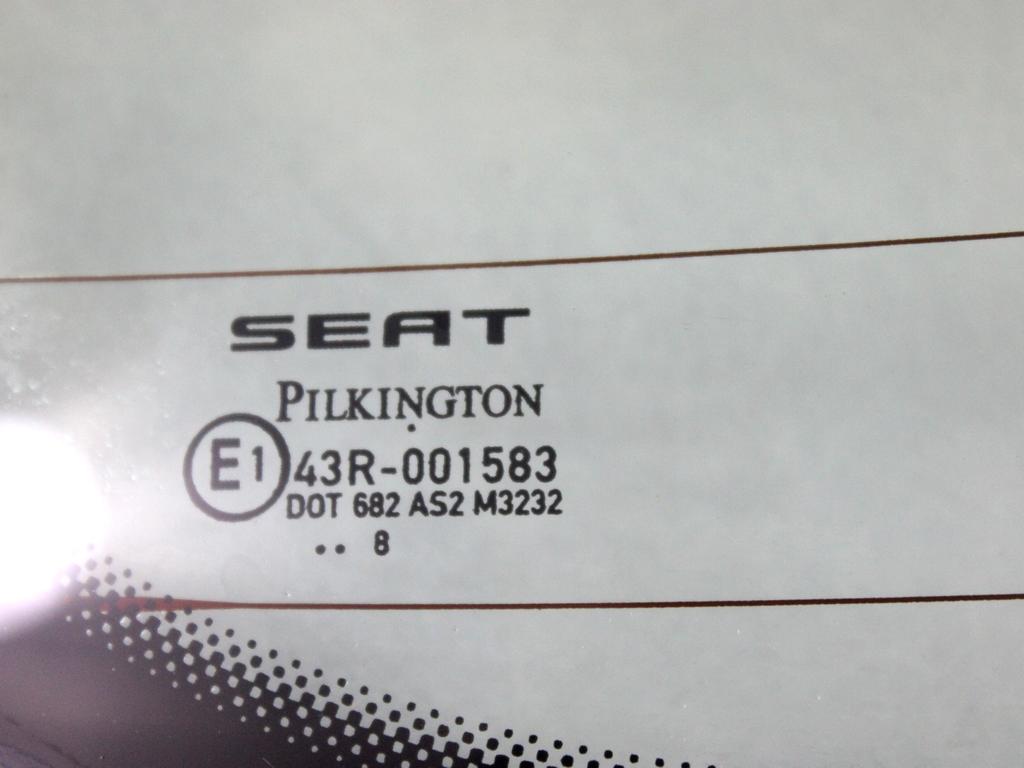 SEAT
PILKINGTON
E1 43R-001583
DOT 682 AS2 M3232
.. 8